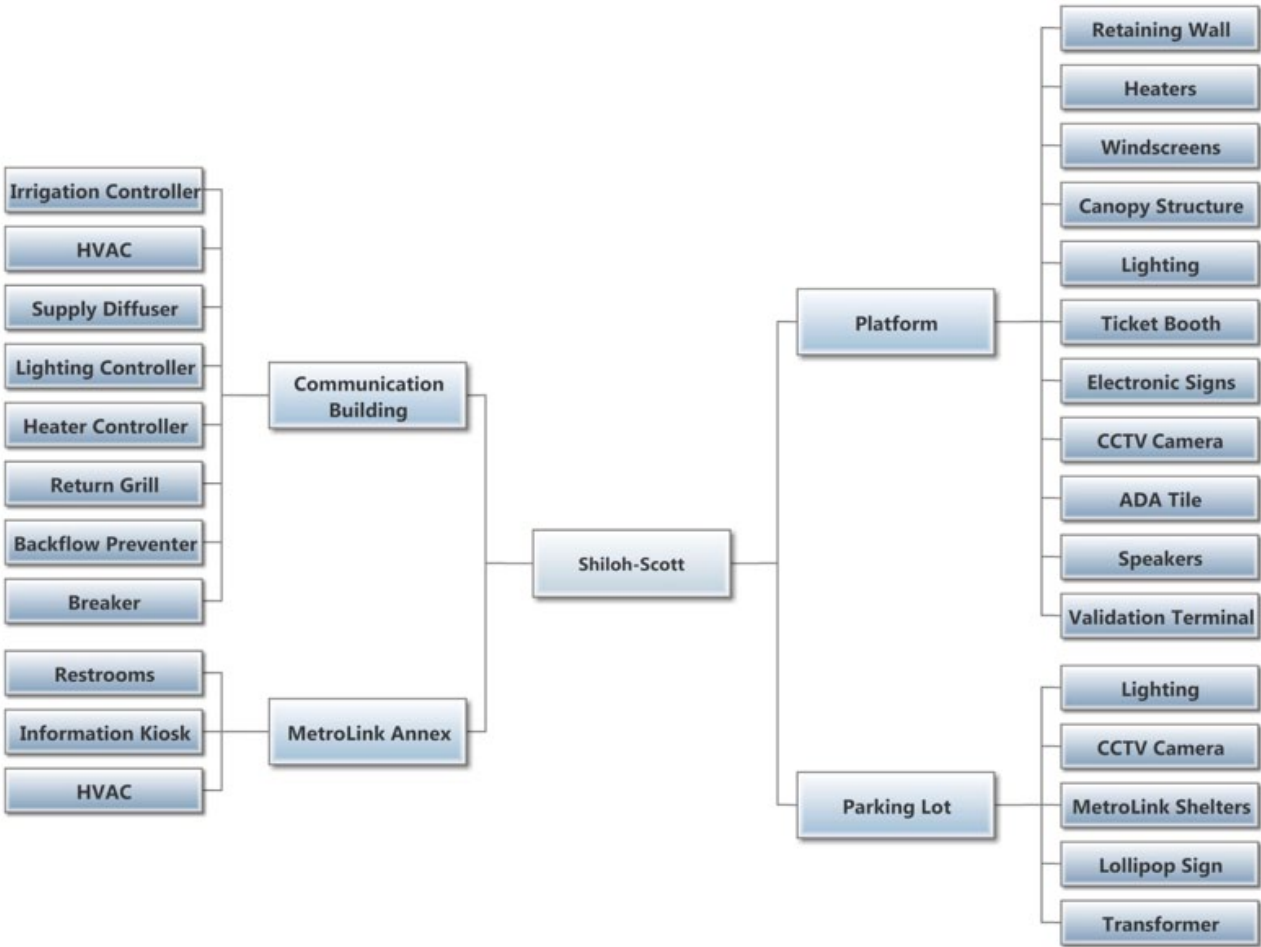 Irrigation Controller
HVAC
Supply Diffuser
Lighting Controller
Heater Controller
Return Grill
Backflow Preventer
Breaker
Restrooms
Information Kiosk
HVAC
Communication
Building
MetroLink Annex
Shiloh-Scott
Platform
Parking Lot
Retaining Wall
Heaters
Windscreens
Canopy Structure
Lighting
Ticket Booth
Electronic Signs
CCTV Camera
ADA Tile
Speakers
Validation Terminal
Lighting
CCTV Camera
MetroLink Shelters
Lollipop Sign
Transformer